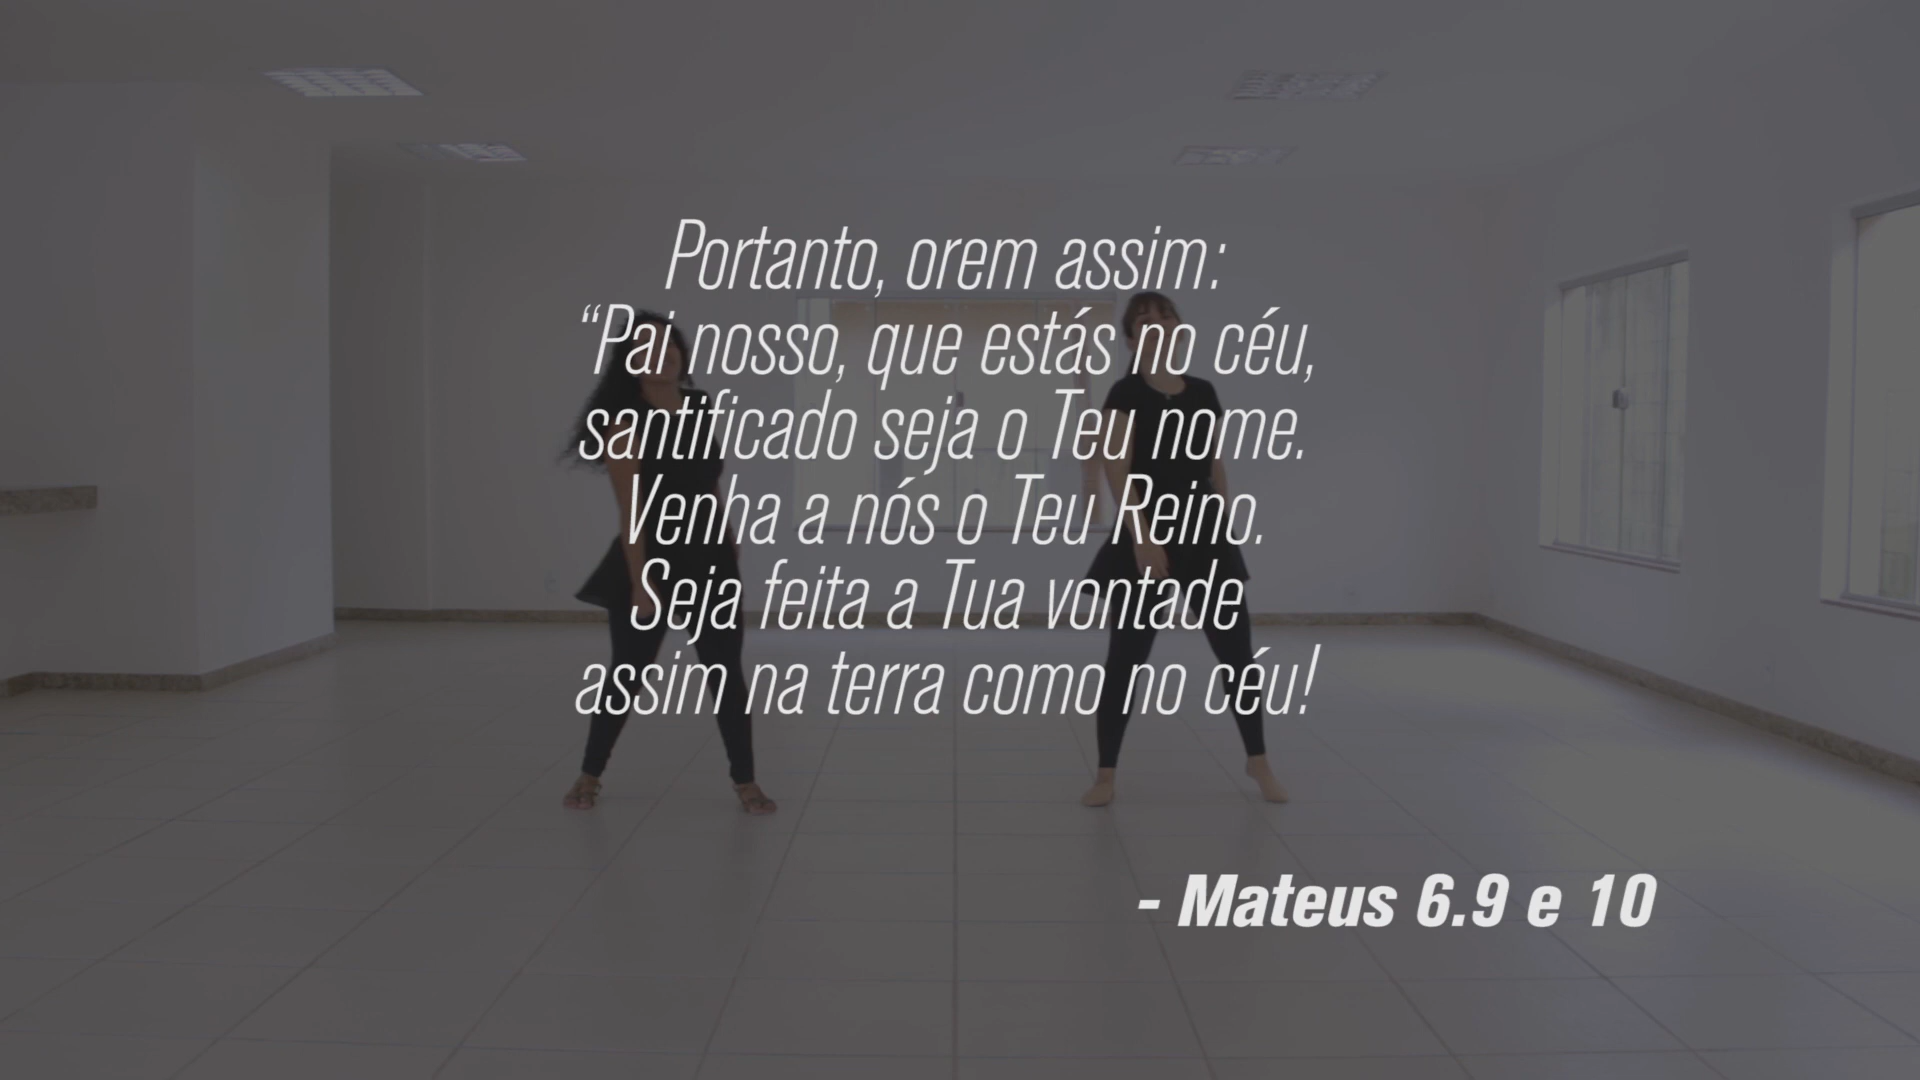 Portanto, orem assim:
“Pai nosso, que estás no céu,
santificado seja o Teu nome.
Venha a nós o Teu Reino.
Seja feita a Tua vontade
assim na terra como no céu!
- Mateus 6.9 e 10